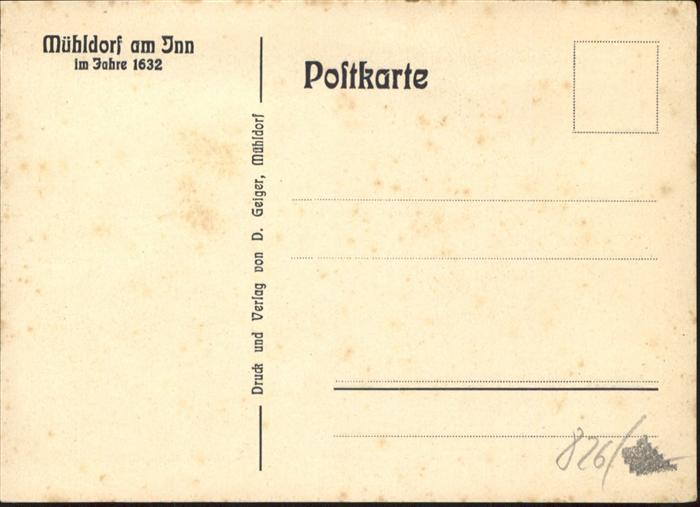 Mühldorf am Inn
im Jahre 1632
Poſtkarte
Druck und Verlag von D. Geiger, Mühldorf
826/